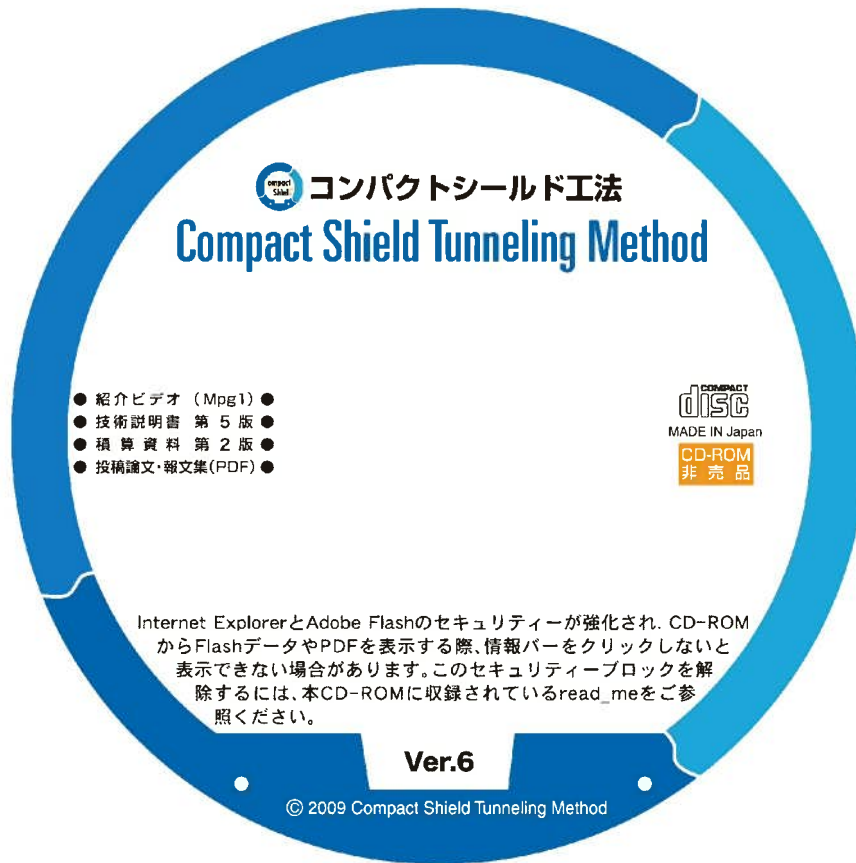 compact
Shield
コンパクトシールド工法
Compact Shield Tunneling Method
● 紹介ビデオ (Mpg1) ●
● 技術説明書 第 5 版 ●
● 積 算 資 料 第 2 版 ●
● 投稿論文・報文集(PDF) ●
COMPACT
disc
MADE IN Japan
CD-ROM
非 売 品
Internet ExplorerとAdobe Flashのセキュリティーが強化され. CD-ROM
からFlashデータやPDFを表示する際、情報バーをクリックしないと
表示できない場合があります。このセキュリティーブロックを解
除するには、本CD-ROMに収録されているread_meをご参
照ください。
Ver.6
© 2009 Compact Shield Tunneling Method